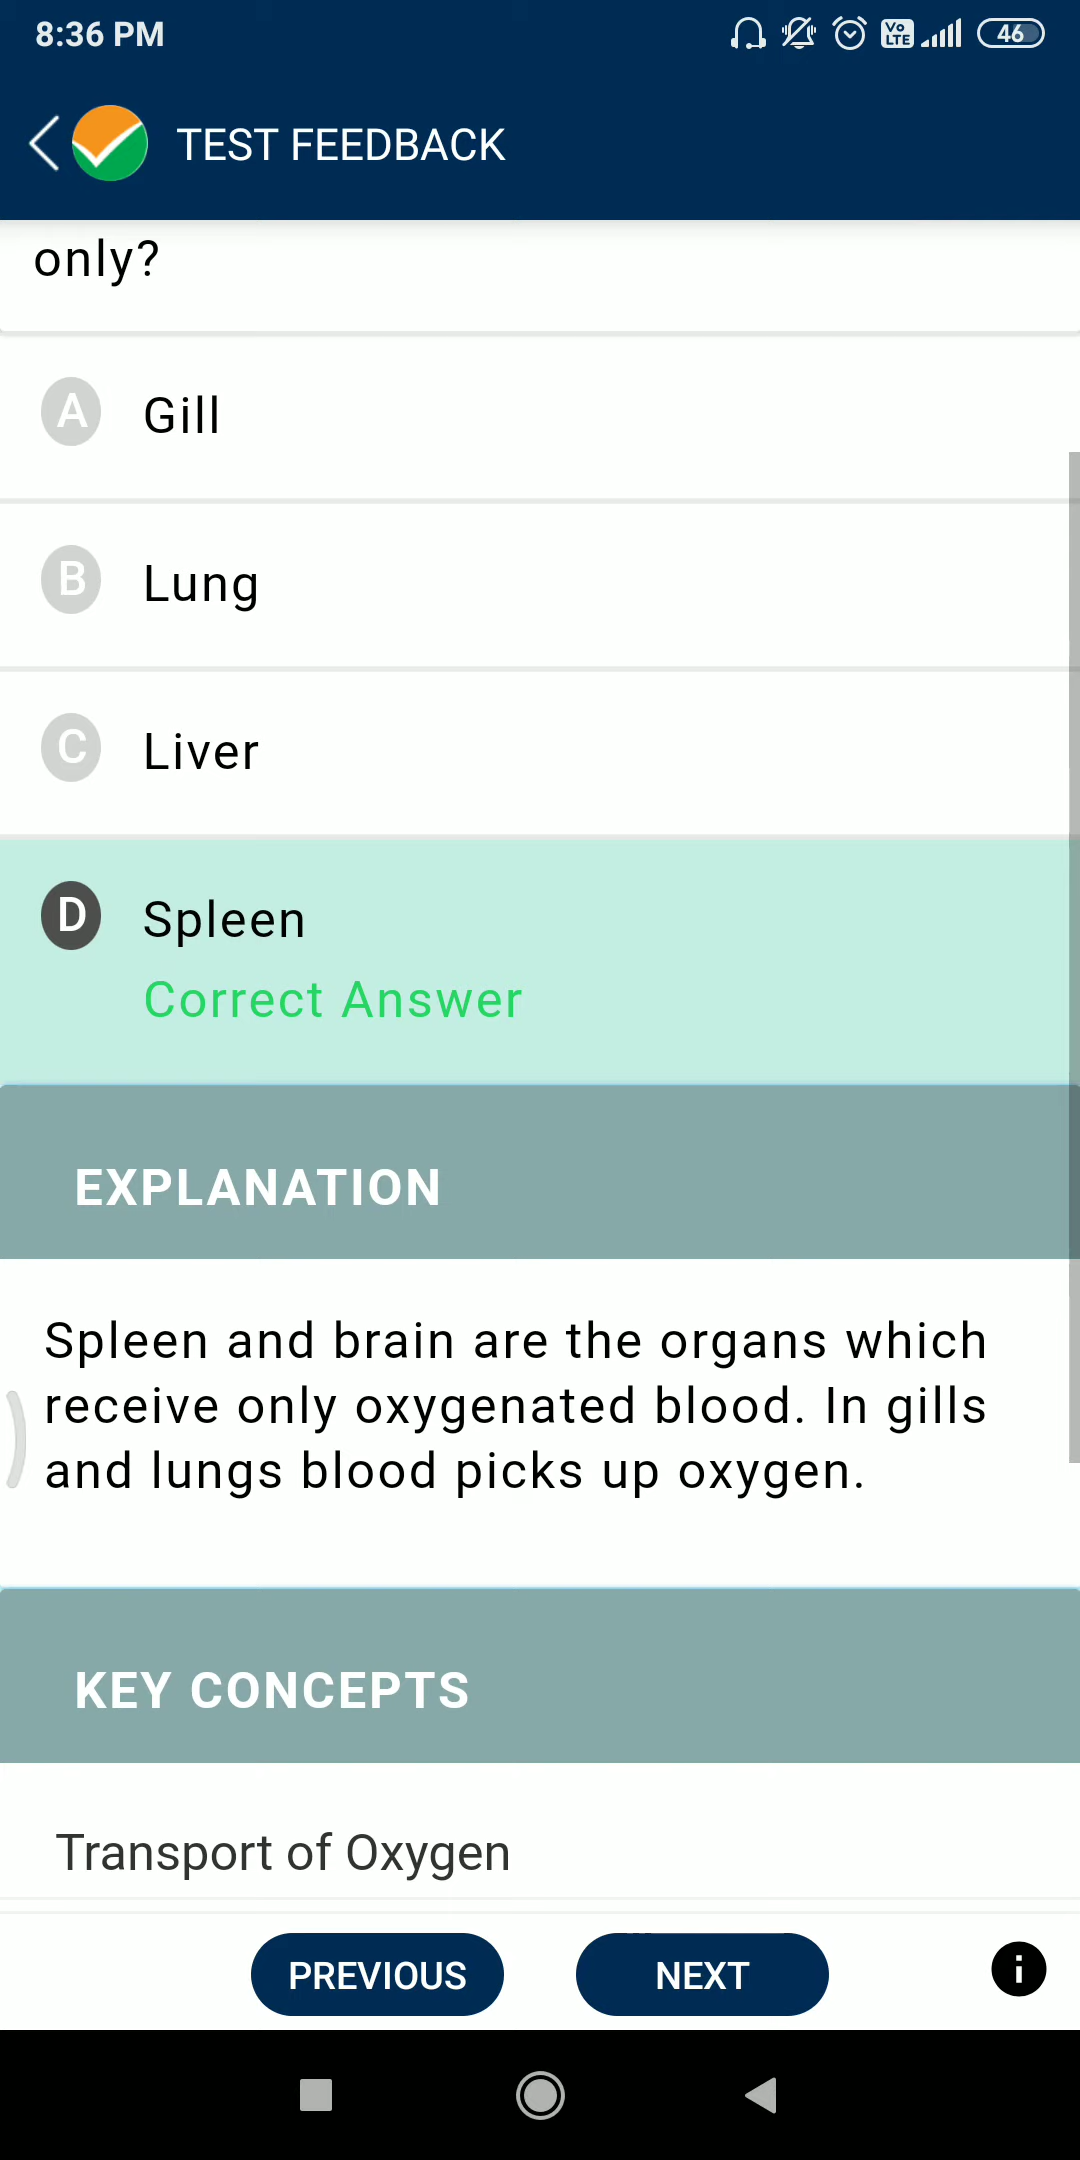 8:36 PM
Vo
LTE
46
TEST FEEDBACK
only?
A Gill
B Lung
C Liver
D Spleen
Correct Answer
EXPLANATION
Spleen and brain are the organs which
receive only oxygenated blood. In gills
and lungs blood picks up oxygen.
KEY CONCEPTS
Transport of Oxygen
PREVIOUS NEXT i